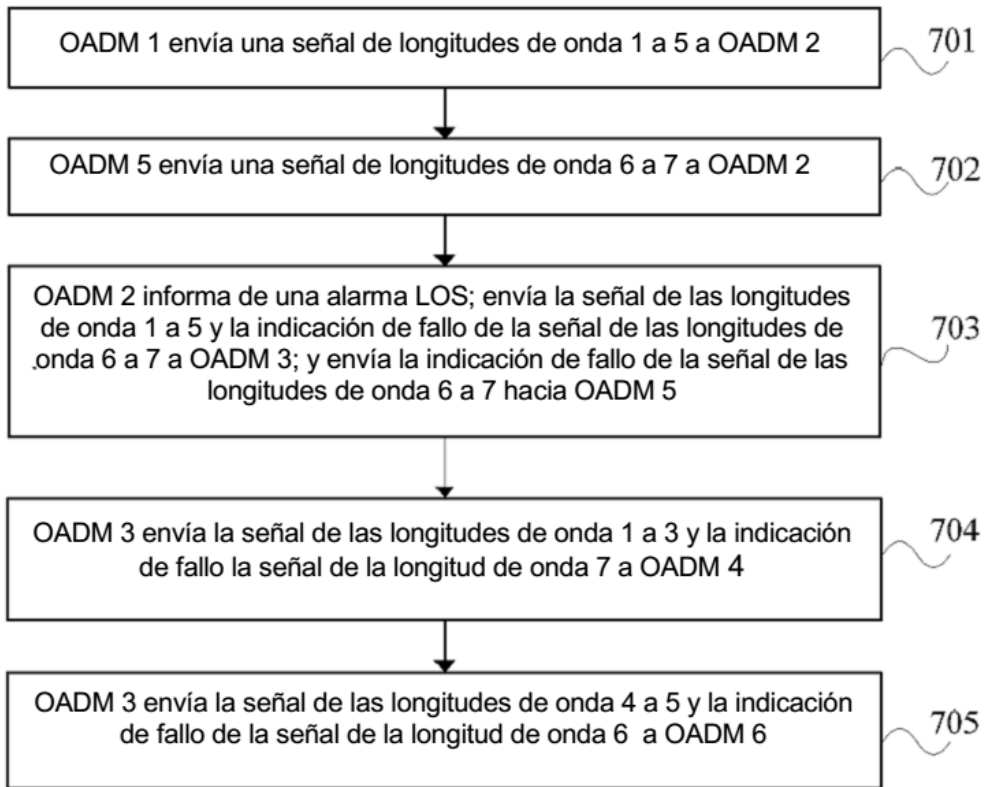 OADM 1 envía una señal de longitudes de onda 1 a 5 a OADM 2
701
OADM 5 envía una señal de longitudes de onda 6 a 7 a OADM 2
702
OADM 2 informa de una alarma LOS; envía la señal de las longitudes
de onda 1 a 5 y la indicación de fallo de la señal de las longitudes de
onda 6 a 7 a OADM 3; y envía la indicación de fallo de la señal de las
longitudes de onda 6 a 7 hacia OADM 5
703
OADM 3 envía la señal de las longitudes de onda 1 a 3 y la indicación
de fallo la señal de la longitud de onda 7 a OADM 4
704
OADM 3 envía la señal de las longitudes de onda 4 a 5 y la indicación
de fallo de la señal de la longitud de onda 6 a OADM 6
705